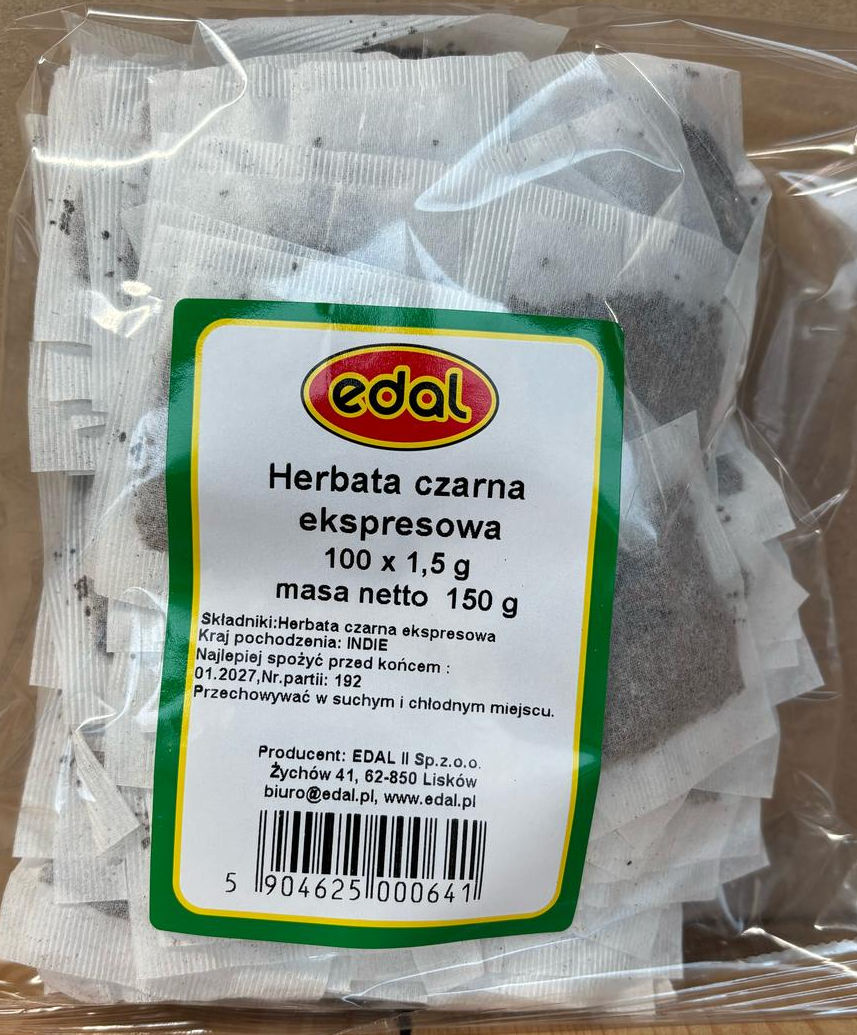 edal
Herbata czarna
ekspresowa
100 x 1,5 g
masa netto 150 g
Składniki:Herbata czarna ekspresowa
Kraj pochodzenia: INDIE
Najlepiej spożyć przed końcem :
01.2027,Nr.partii: 192
Przechowywać w suchym i chłodnym miejscu.
Producent: EDAL II Sp.z.o.o.
Żychów 41, 62-850 Lisków
biuro@edal.pl, www.edal.pl
5 904625 000641